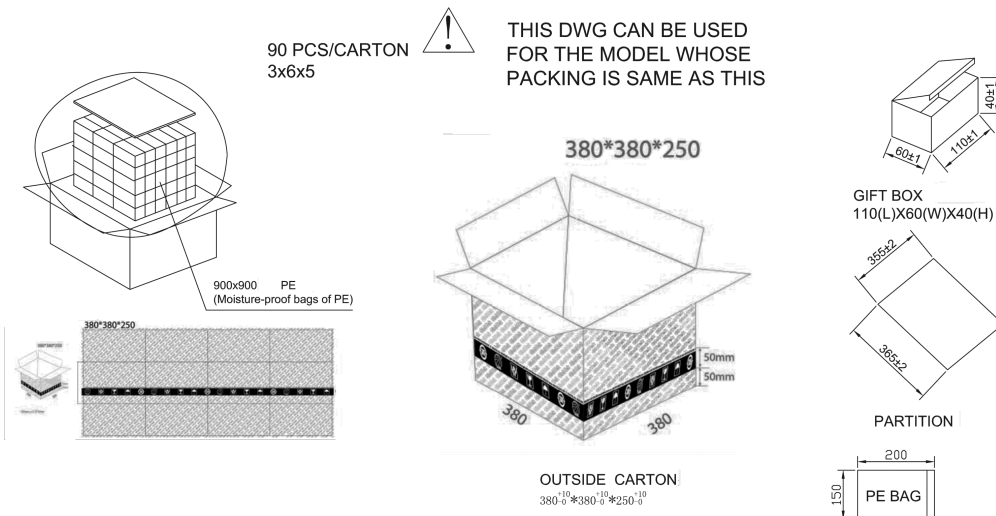 90 PCS/CARTON
3x6x5
!
THIS DWG CAN BE USED
FOR THE MODEL WHOSE
PACKING IS SAME AS THIS
900x900 PE
(Moisture-proof bags of PE)
380*380*250
380*380*250
380*380*250
50mm
50mm
380
380
OUTSIDE CARTON
380+10-0*380+10-0*250+10-0
40±1
60±1
110±1
GIFT BOX
110(L)X60(W)X40(H)
355±2
365±2
PARTITION
200
150
PE BAG